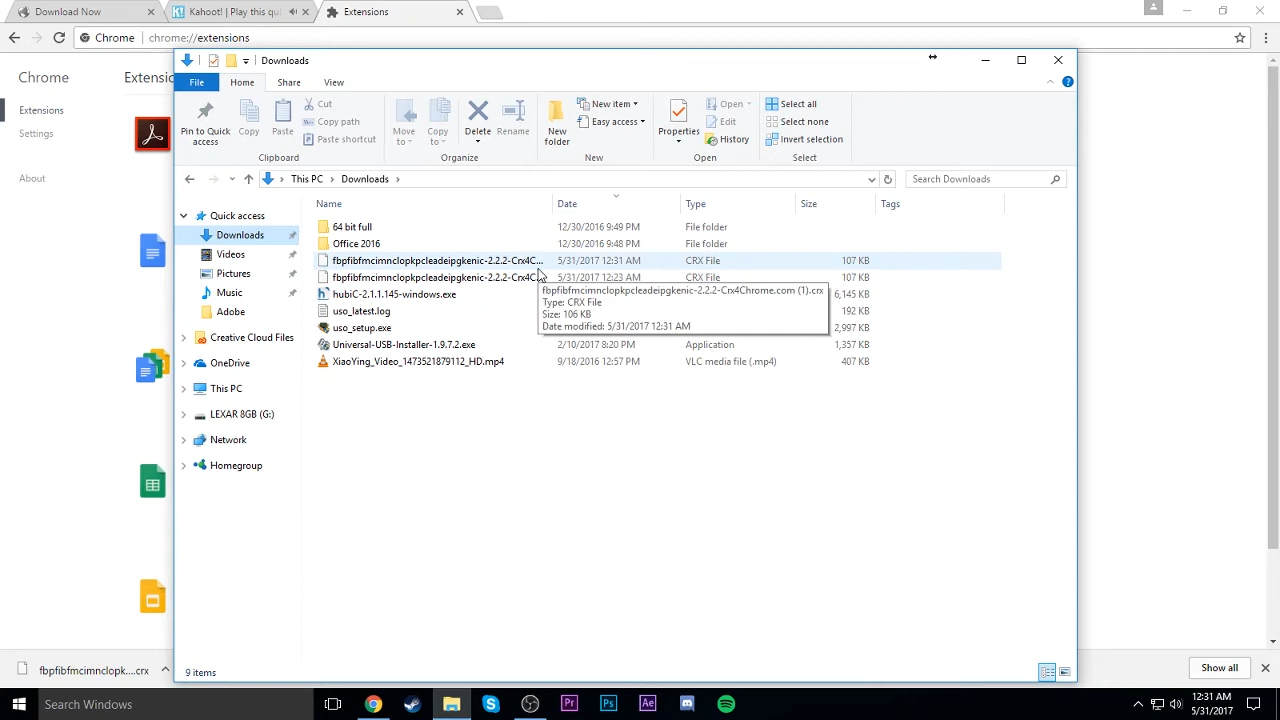 Download Now
Kahoot! | Play this qui
Extensions
Chrome
chrome://extensions
Chrome
Extensions
Settings
About
Extensio
Downloads
File
Home
Share
View
Pin to Quick
access
Copy
Paste
Cut
Copy path
Paste shortcut
Clipboard
Move
to
Copy
to
Delete
Rename
Organize
New
folder
New item
Easy access
New
Properties
Open
Edit
History
Open
Select all
Select none
Invert selection
Select
This PC
Downloads
Search Downloads
Quick access
Downloads
Videos
Pictures
Music
Adobe
Creative Cloud Files
OneDrive
This PC
LEXAR 8GB (G:)
Network
Homegroup
Name Date Type Size Tags
64 bit full 12/30/2016 9:49 PM File folder
Office 2016 12/30/2016 9:48 PM File folder
fbpfibfmcimnclopkpcleadeipgkenic-2.2.2-Crx4C... 5/31/2017 12:31 AM CRX File 107 KB
fbpfibfmcimnclopkpcleadeipgkenic-2.2.2-Crx4C 5/31/2017 12:23 AM CRX File 107 KB
hubiC-2.1.1.145-windows.exe 6,145 KB
uso_latest.log 192 KB
uso_setup.exe 2,997 KB
Universal-USB-Installer-1.9.7.2.exe 2/10/2017 8:20 PM Application 1,357 KB
XiaoYing_Video_1473521879112_HD.mp4 9/18/2016 12:57 PM VLC media file (.mp4) 407 KB
fbpfibfmcimnclopkpcleadeipgkenic-2.2.2-Crx4Chrome.com (1).crx
Type: CRX File
Size: 106 KB
Date modified: 5/31/2017 12:31 AM
9 items
fbpfibfmcimnclopk....crx
Show all
Search Windows
Pr
Ps
Ae
12:31 AM
5/31/2017